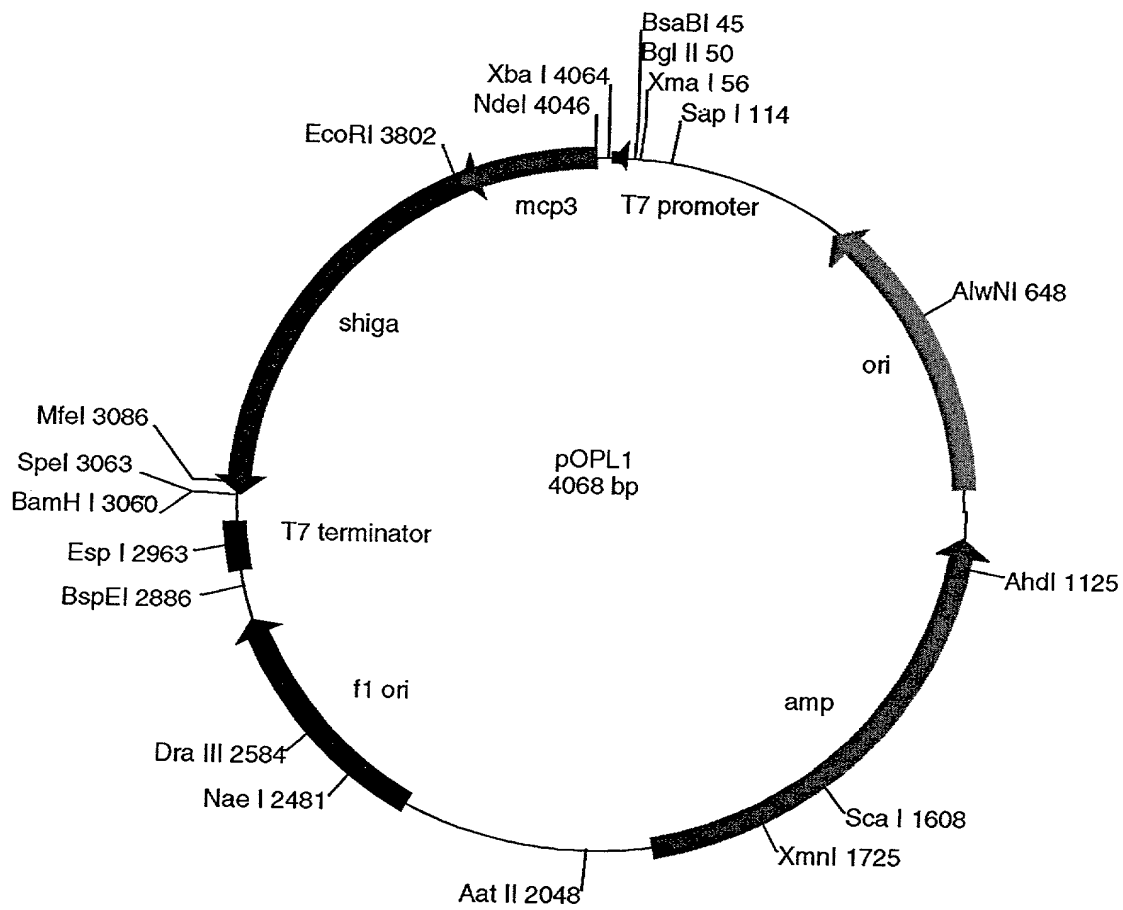 BsaBI 45
Bgl II 50
Xba I 4064
Xma I 56
NdeI 4046
Sap I 114
EcoRI 3802
mcp3
T7 promoter
AlwNI 648
shiga
ori
MfeI 3086
SpeI 3063
BamH I 3060
pOPL1
4068 bp
T7 terminator
Esp I 2963
BspEI 2886
AhdI 1125
f1 ori
amp
Dra III 2584
Nae I 2481
Sca I 1608
XmnI 1725
Aat II 2048